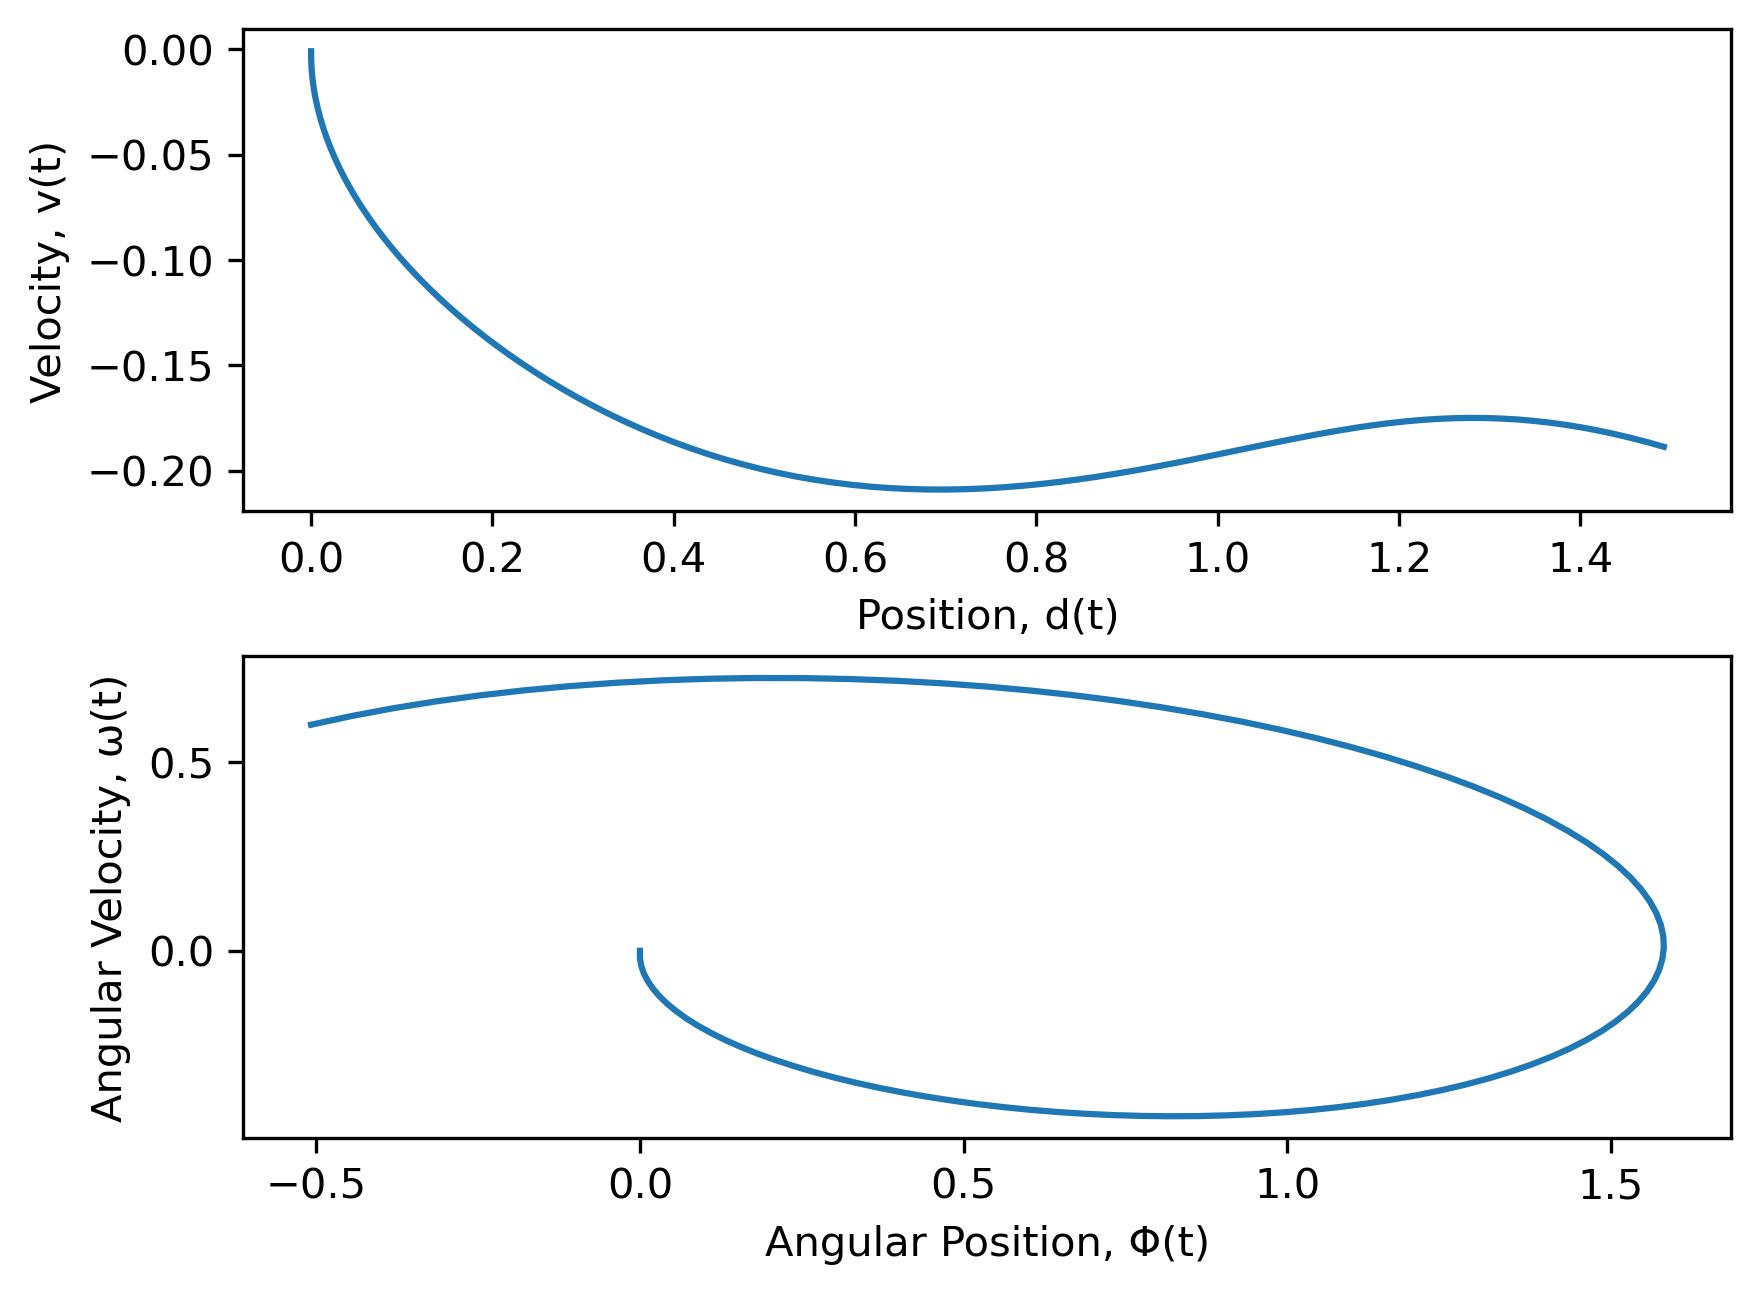 0.00
−0.05
−0.10
−0.15
−0.20
Velocity, v(t)
0.0 0.2 0.4 0.6 0.8 1.0 1.2 1.4
Position, d(t)
0.5
0.0
Angular Velocity, ω(t)
−0.5 0.0 0.5 1.0 1.5
Angular Position, Φ(t)